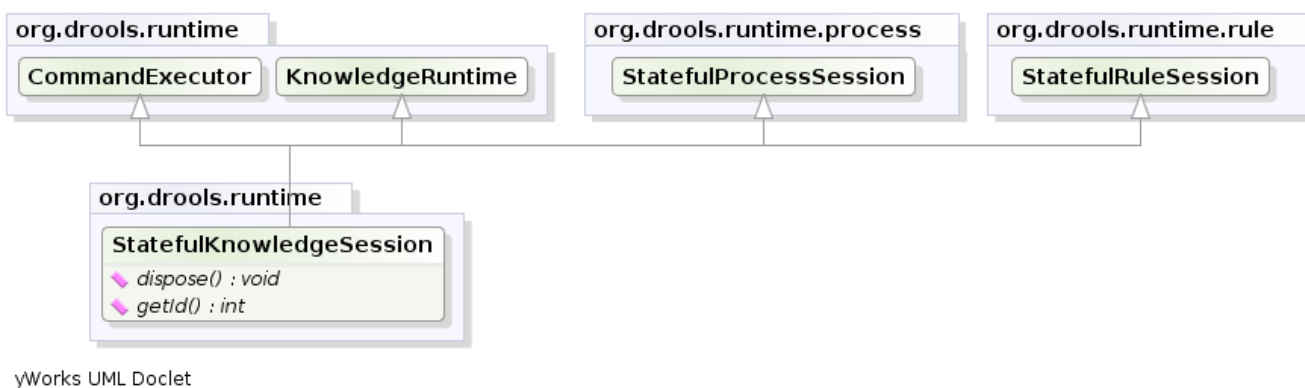 org.drools.runtime
CommandExecutor
KnowledgeRuntime
org.drools.runtime.process
StatefulProcessSession
org.drools.runtime.rule
StatefulRuleSession
org.drools.runtime
StatefulKnowledgeSession
dispose() : void
getId() : int
yWorks UML Doclet